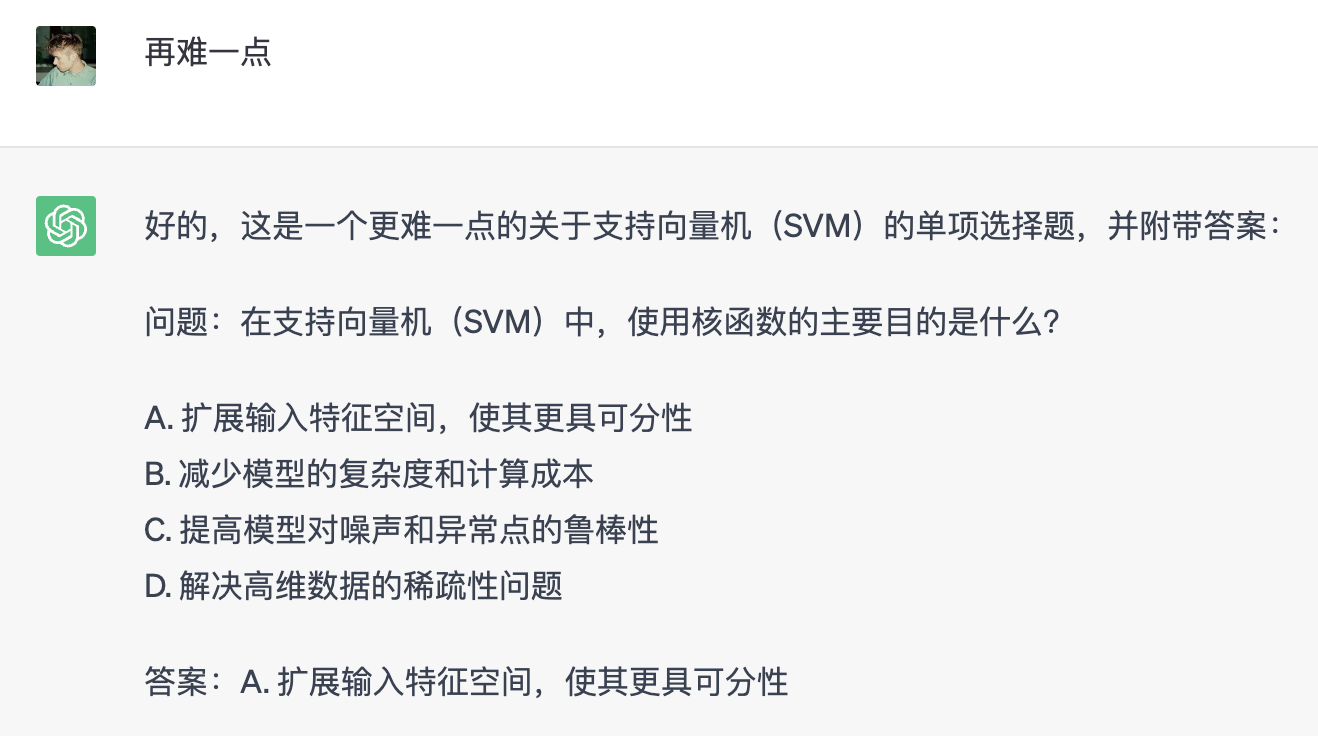 再难一点
好的，这是一个更难一点的关于支持向量机（SVM）的单项选择题，并附带答案：
问题：在支持向量机（SVM）中，使用核函数的主要目的是什么？
A. 扩展输入特征空间，使其更具可分性
B. 减少模型的复杂度和计算成本
C. 提高模型对噪声和异常点的鲁棒性
D. 解决高维数据的稀疏性问题
答案：A. 扩展输入特征空间，使其更具可分性